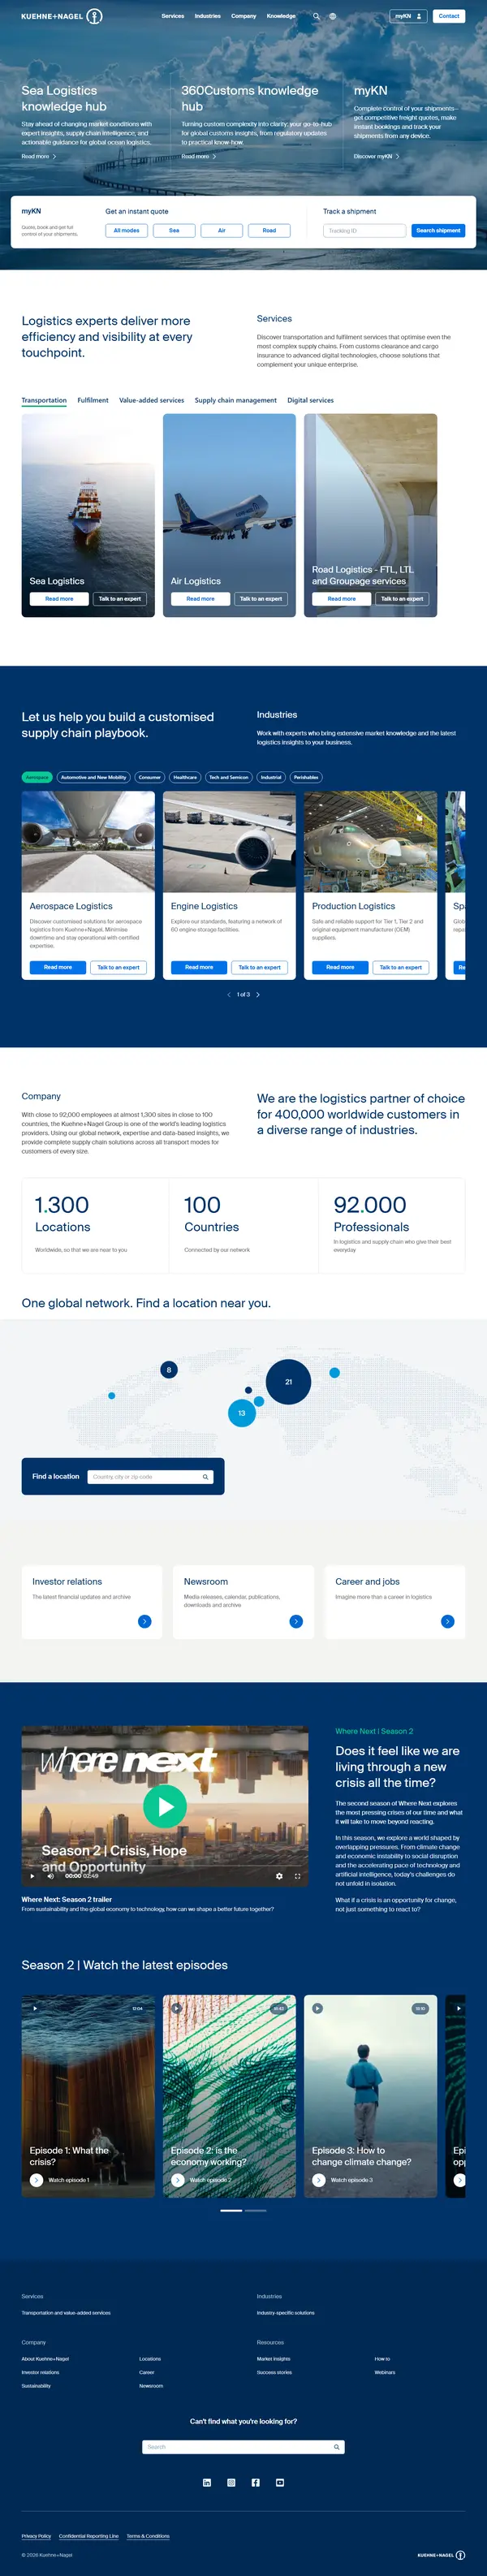 KUEHNE+NAGEL
Services
Industries
Company
Knowledge
myKN
Contact
Sea Logistics
knowledge hub
Stay ahead of changing market conditions with
expert insights, supply chain intelligence, and
actionable guidance for global ocean logistics.
Read more
360Customs knowledge
hub
Turning custom complexity into clarity: your go-to-hub
for global customs insights, from regulatory updates
to practical know-how.
Read more
myKN
Complete control of your shipments–
get competitive freight quotes, make
instant bookings and track your
shipments from any device.
Discover myKN
myKN
Quote, book and get full
control of your shipments.
Get an instant quote
All modes
Sea
Air
Road
Track a shipment
Tracking ID
Search shipment
Logistics experts deliver more
efficiency and visibility at every
touchpoint.
Services
Discover transportation and fulfilment services that optimise even the
most complex supply chains. From customs clearance and cargo
insurance to advanced digital technologies, choose solutions that
complement your unique enterprise.
Transportation
Fulfilment
Value-added services
Supply chain management
Digital services
Sea Logistics
Read more
Talk to an expert
Air Logistics
Read more
Talk to an expert
Road Logistics - FTL, LTL
and Groupage services
Read more
Talk to an expert
Let us help you build a customised
supply chain playbook.
Industries
Work with experts who bring extensive market knowledge and the latest
logistics insights to your business.
Aerospace
Automotive and New Mobility
Consumer
Healthcare
Tech and Semicon
Industrial
Perishables
Aerospace Logistics
Discover customised solutions for aerospace
logistics from Kuehne+Nagel. Minimise
downtime and stay operational with certified
expertise.
Read more
Talk to an expert
Engine Logistics
Explore our standards, featuring a network of
60 engine storage facilities.
Read more
Talk to an expert
Production Logistics
Safe and reliable support for Tier 1, Tier 2 and
original equipment manufacturer (OEM)
suppliers.
Read more
Talk to an expert
Spa
Glob
repa
Re
1 of 3
Company
With close to 92,000 employees at almost 1,300 sites in close to 100
countries, the Kuehne+Nagel Group is one of the world's leading logistics
providers. Using our global network, expertise and data-based insights, we
provide complete supply chain solutions across all transport modes for
customers of every size.
We are the logistics partner of choice
for 400,000 worldwide customers in
a diverse range of industries.
1.300
Locations
Worldwide, so that we are near to you
100
Countries
Connected by our network
92.000
Professionals
In logistics and supply chain who give their best
everyday
One global network. Find a location near you.
8
21
13
Find a location
Country, city or zip code
Investor relations
The latest financial updates and archive
Newsroom
Media releases, calendar, publications,
downloads and archive
Career and jobs
Imagine more than a career in logistics
where next
Season 2 | Crisis, Hope
and Opportunity
00:00 02:49
Where Next: Season 2 trailer
From sustainability and the global economy to technology, how can we shape a better future together?
Where Next | Season 2
Does it feel like we are
living through a new
crisis all the time?
The second season of Where Next explores
the most pressing crises of our time and what
it will take to move beyond reacting.
In this season, we explore a world shaped by
overlapping pressures. From climate change
and economic instability to social disruption
and the accelerating pace of technology and
artificial intelligence, today's challenges do
not unfold in isolation.
What if a crisis is an opportunity for change,
not just something to react to?
Season 2 | Watch the latest episodes
Episode 1: What the
crisis?
Watch episode 1
Episode 2: Is the
economy working?
Watch episode 2
Episode 3: How to
change climate change?
Watch episode 3
Epi
opp
Services
Transportation and value-added services
Industries
Industry-specific solutions
Company
About Kuehne+Nagel
Locations
Investor relations
Career
Sustainability
Newsroom
Resources
Market Insights
How to
Success stories
Webinars
Can't find what you're looking for?
Search
Privacy Policy
Confidential Reporting Line
Terms & Conditions
© 2026 Kuehne+Nagel
KUEHNE+NAGEL